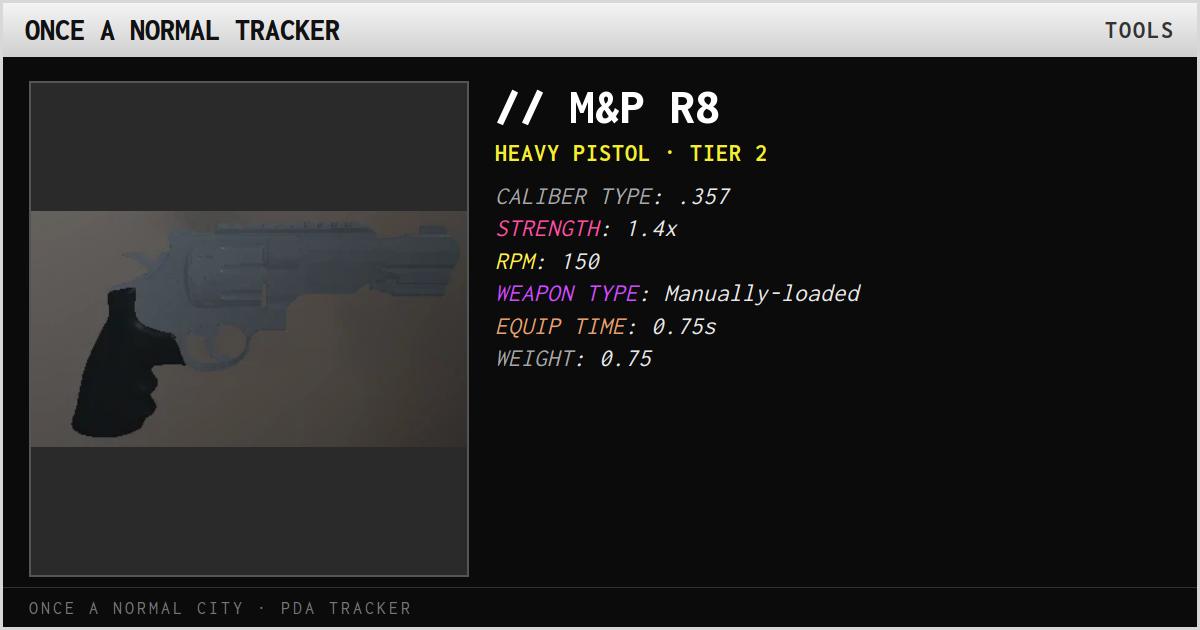 ONCE A NORMAL TRACKER
TOOLS
// M&P R8
HEAVY PISTOL · TIER 2
CALIBER TYPE: .357
STRENGTH: 1.4x
RPM: 150
WEAPON TYPE: Manually-loaded
EQUIP TIME: 0.75s
WEIGHT: 0.75
ONCE A NORMAL CITY · PDA TRACKER